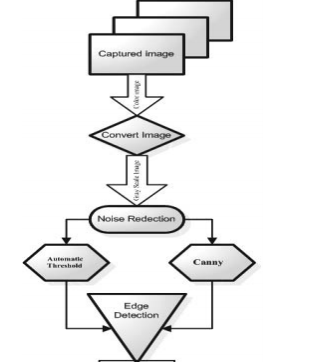 Captured Image
Color image
Convert Image
Gray Scale Image
Noise Redection
Automatic
Threshold
Canny
Edge
Detection